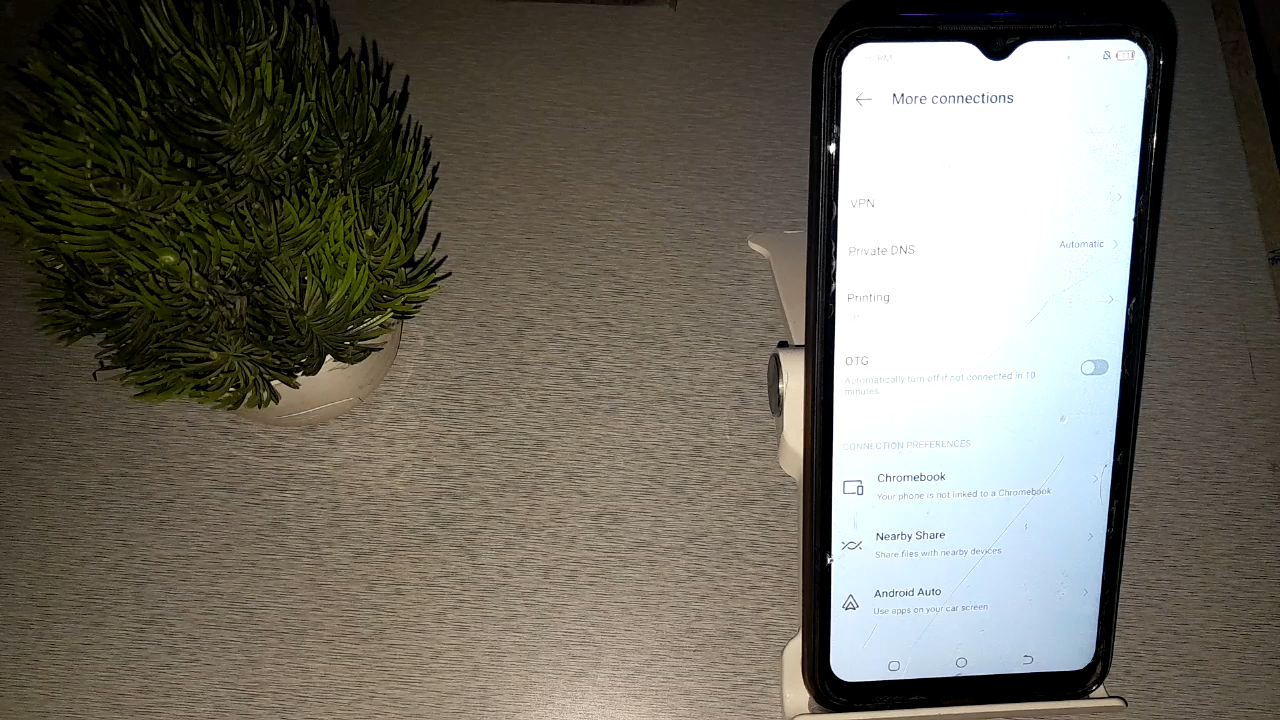 PM
More connections
VPN
Private DNS
Automatic
Printing
OTG
Automatically turn off if not connected in 10
minutes
CONNECTION PREFERENCES
Chromebook
Your phone is not linked to a Chromebook
Nearby Share
Share files with nearby devices
Android Auto
Use apps on your car screen